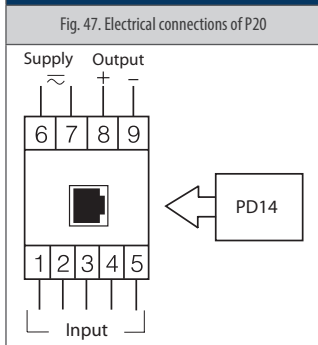 Fig. 47. Electrical connections of P20
Supply Output
+ –
6 7 8 9
PD14
1 2 3 4 5
Input